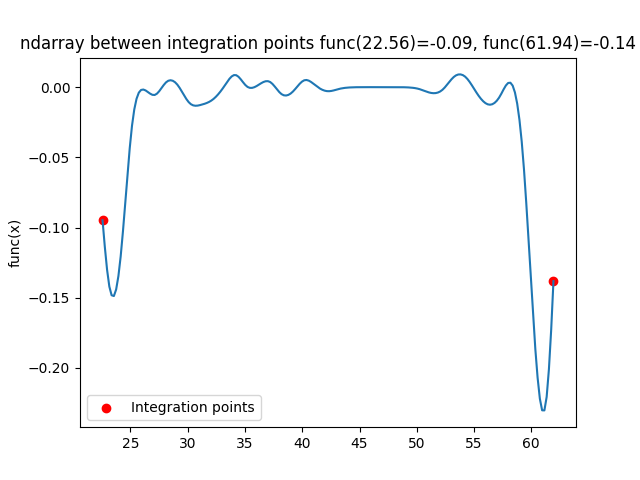 ndarray between integration points func(22.56)=-0.09, func(61.94)=-0.14
0.00
−0.05
−0.10
−0.15
−0.20
func(x)
Integration points
25 30 35 40 45 50 55 60